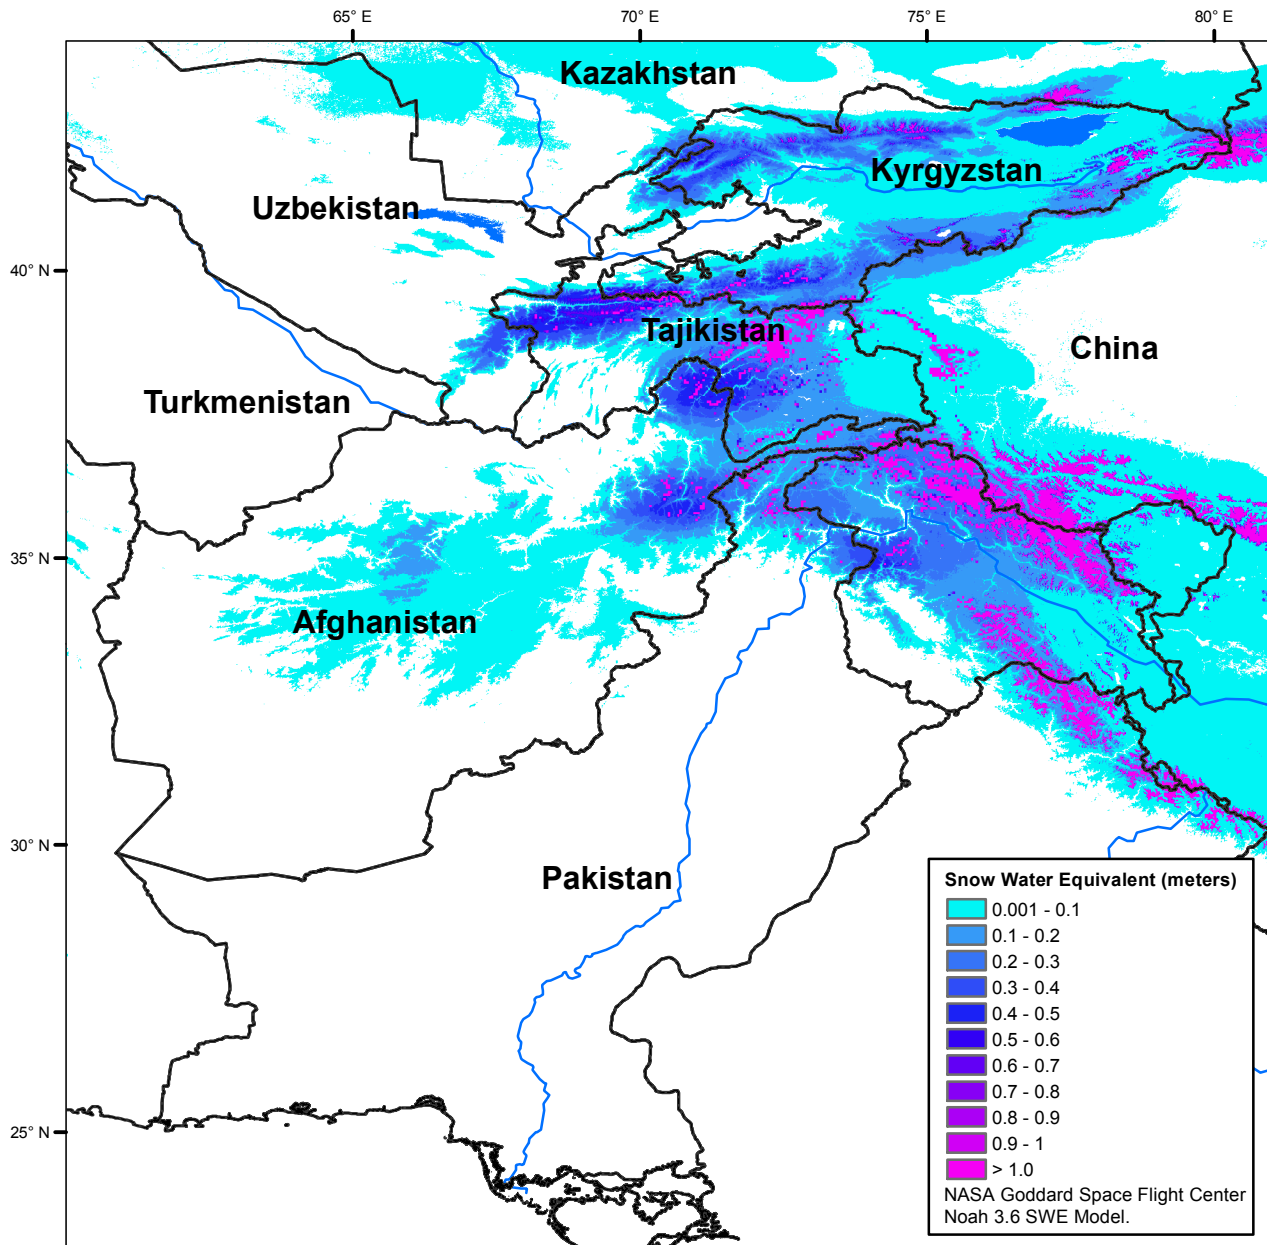 65° E
70° E
75° E
80° E
Kazakhstan
Kyrgyzstan
Uzbekistan
40° N
Tajikistan
China
Turkmenistan
35° N
Afghanistan
30° N
Pakistan
25° N
Snow Water Equivalent (meters)
0.001 - 0.1
0.1 - 0.2
0.2 - 0.3
0.3 - 0.4
0.4 - 0.5
0.5 - 0.6
0.6 - 0.7
0.7 - 0.8
0.8 - 0.9
0.9 - 1
> 1.0
NASA Goddard Space Flight Center
Noah 3.6 SWE Model.